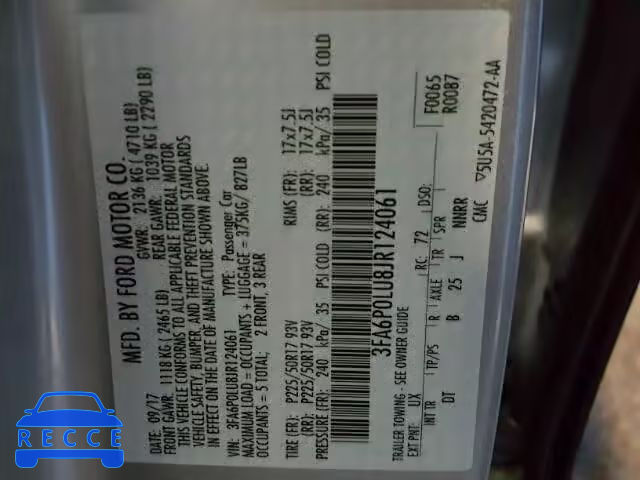 MFD. BY FORD MOTOR CO.
DATE: 09/17 GVWR: 2136 KG ( 4710 LB)
FRONT GAWR: 1118 KG ( 2465 LB) REAR GAWR: 1039 KG ( 2290 LB)
THIS VEHICLE CONFORMS TO ALL APPLICABLE FEDERAL MOTOR
VEHICLE SAFETY, BUMPER, AND THEFT PREVENTION STANDARDS
IN EFFECT ON THE DATE OF MANUFACTURE SHOWN ABOVE.
VIN: 3FA6P0LU8JR124061 TYPE: Passenger Car
MAXIMUM LOAD = OCCUPANTS + LUGGAGE = 375KG/ 827LB
OCCUPANTS = 5 TOTAL: 2 FRONT, 3 REAR
TIRE (FR): P225/50R17 93V RIMS (FR): 17x7.5J
(RR): P225/50R17 93V (RR): 17x7.5J
PRESSURE (FR): 240 kPa/ 35 PSI COLD (RR): 240 kPa/ 35 PSI COLD
3FA6P0LU8JR124061
TRAILER TOWING - SEE OWNER GUIDE
F0065
EXT PNT: UX RC: 72 DSO: R0087
INT TR TP/PS R AXLE TR SPR
DT B 25 J NNRR
CMC ▽5U5A-5420472-AA
RECCE